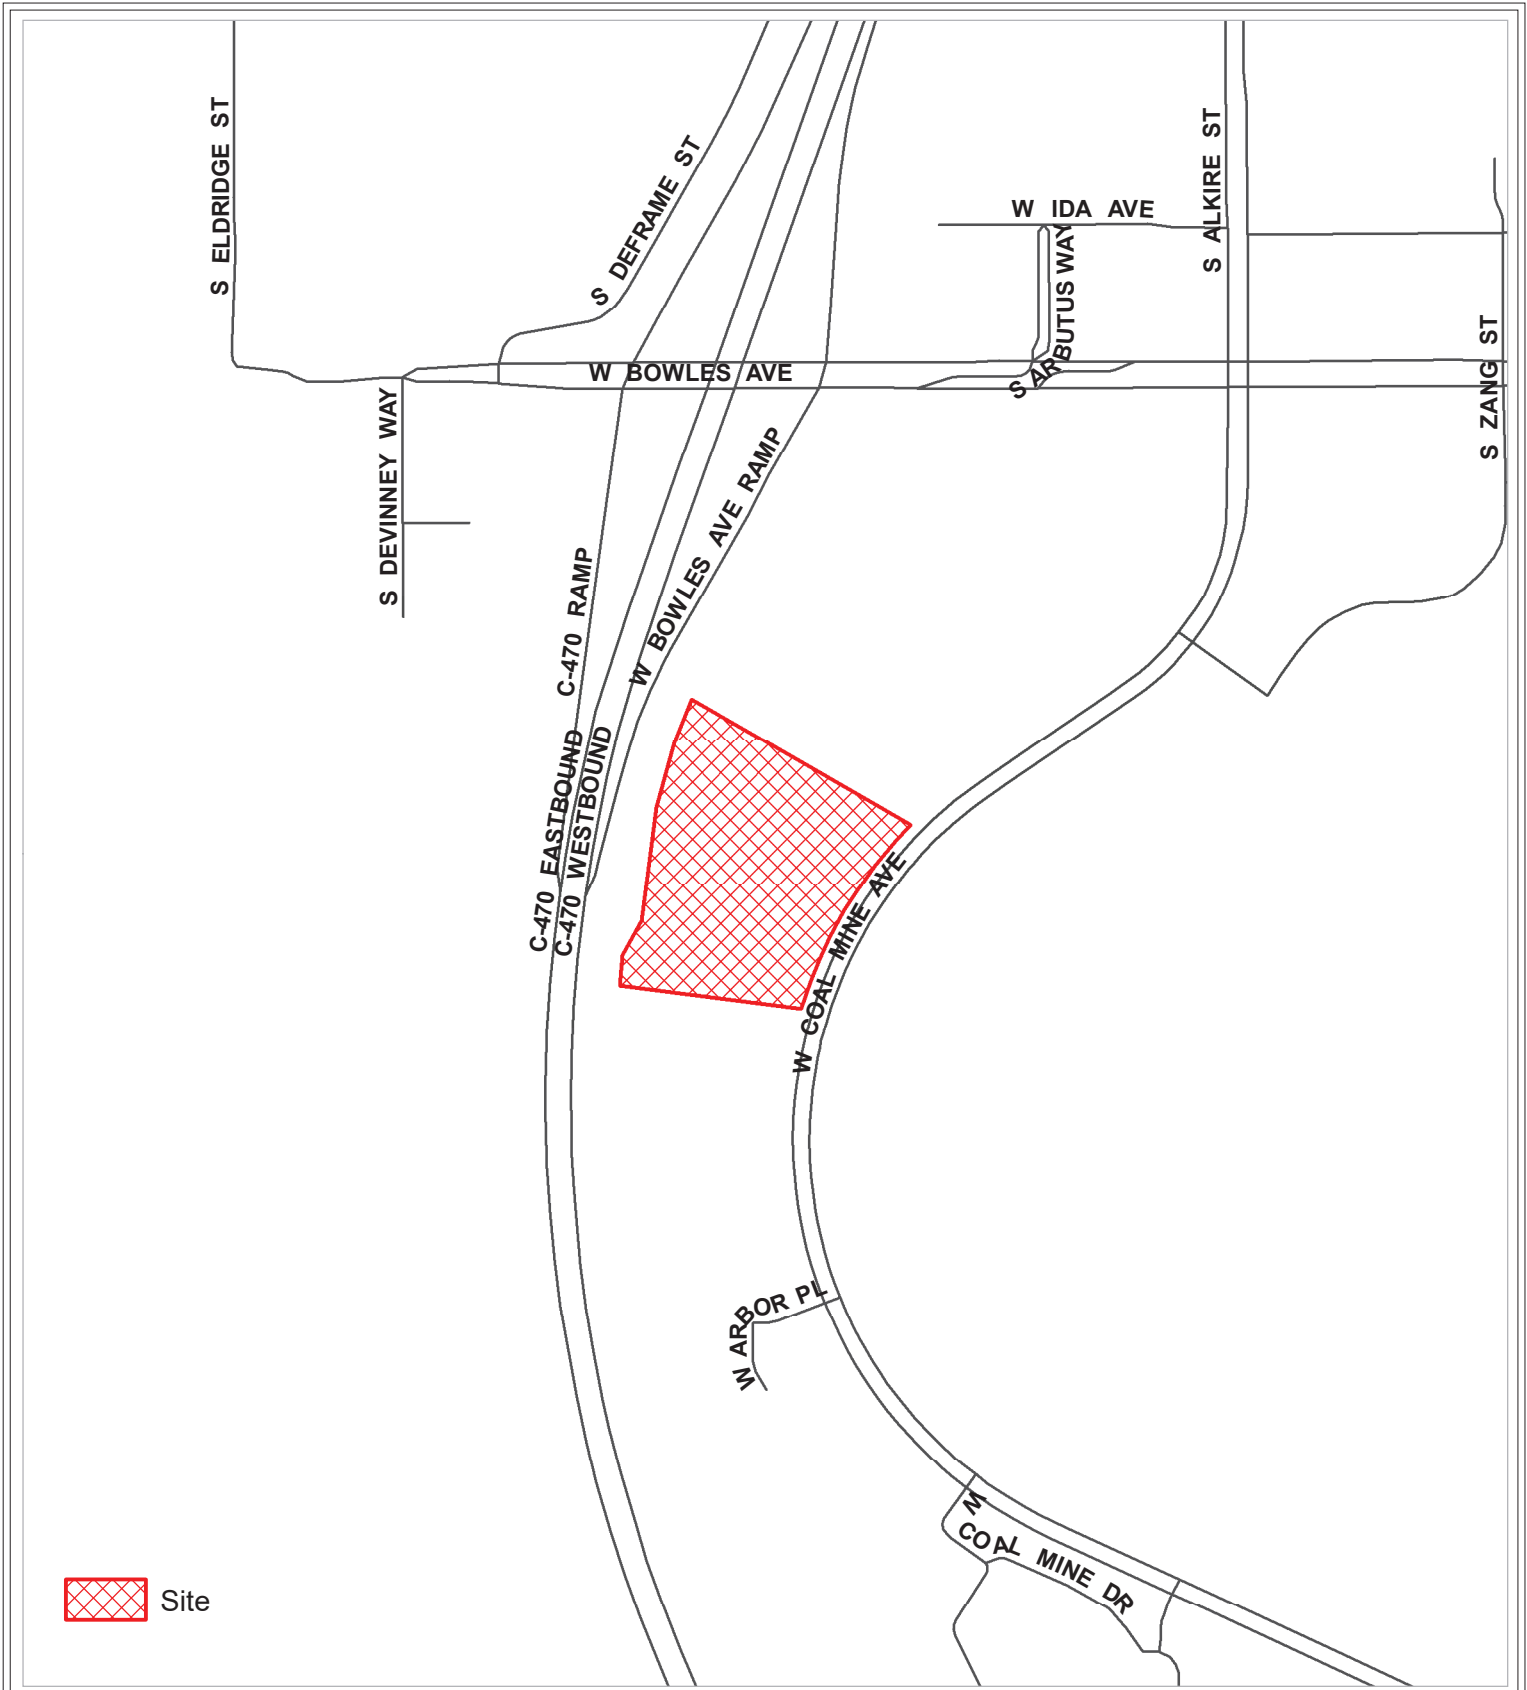 S ELDRIDGE ST
S DEFRAME ST
S ALKIRE ST
W IDA AVE
S ARBUTUS WAY
S ZANG ST
W BOWLES AVE
S DEVINNEY WAY
W BOWLES AVE RAMP
C-470 RAMP
C-470 EASTBOUND
C-470 WESTBOUND
W COAL MINE AVE
W ARBOR PL
W COAL MINE DR
Site